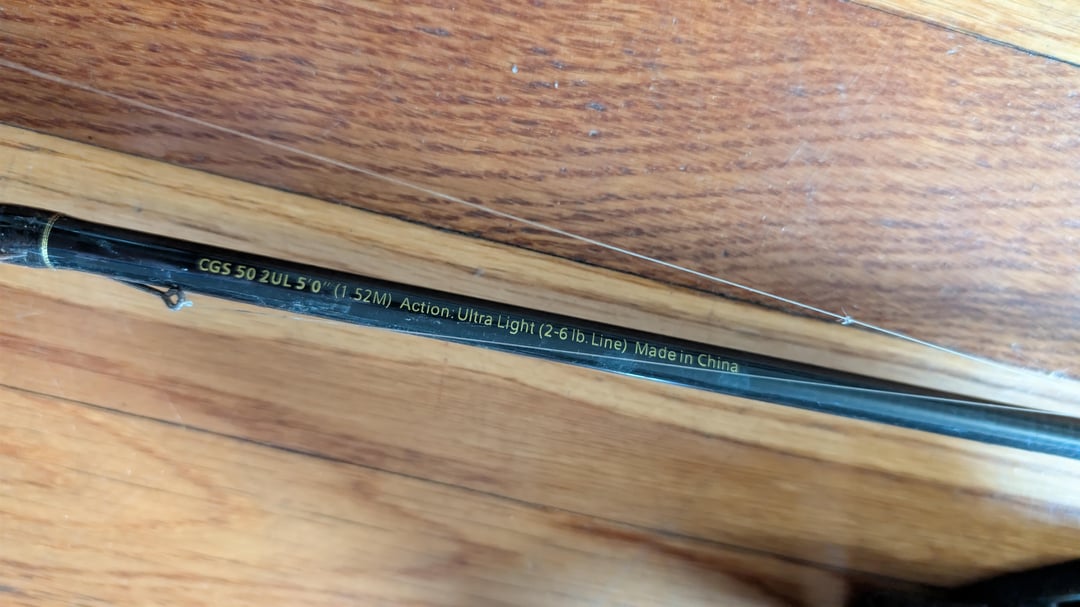 CGS 50 2UL 5'0" (1.52M) Action: Ultra Light (2-6 lb. Line) Made in China